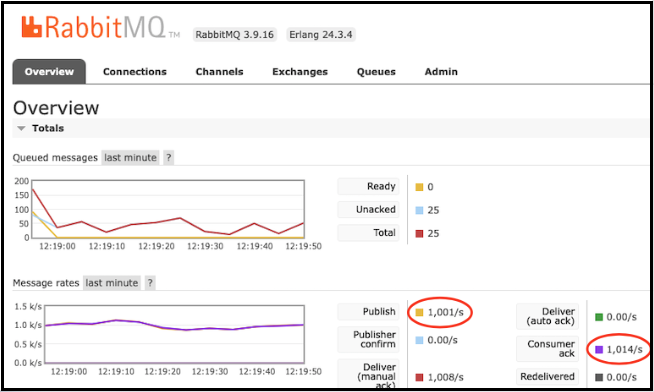 RabbitMQ TM RabbitMQ 3.9.16 Erlang 24.3.4
Overview Connections Channels Exchanges Queues Admin
Overview
Totals
Queued messages last minute ?
200
150
100
50
0
12:19:00 12:19:10 12:19:20 12:19:30 12:19:40 12:19:50
Ready 0
Unacked 25
Total 25
Message rates last minute ?
1.5 k/s
1.0 k/s
0.5 k/s
0.0 k/s
12:19:00 12:19:10 12:19:20 12:19:30 12:19:40 12:19:50
Publish 1,001/s
Publisher
confirm 0.00/s
Deliver
(manual
ack) 1,008/s
Deliver
(auto ack) 0.00/s
Consumer
ack 1,014/s
Redelivered 0.00/s